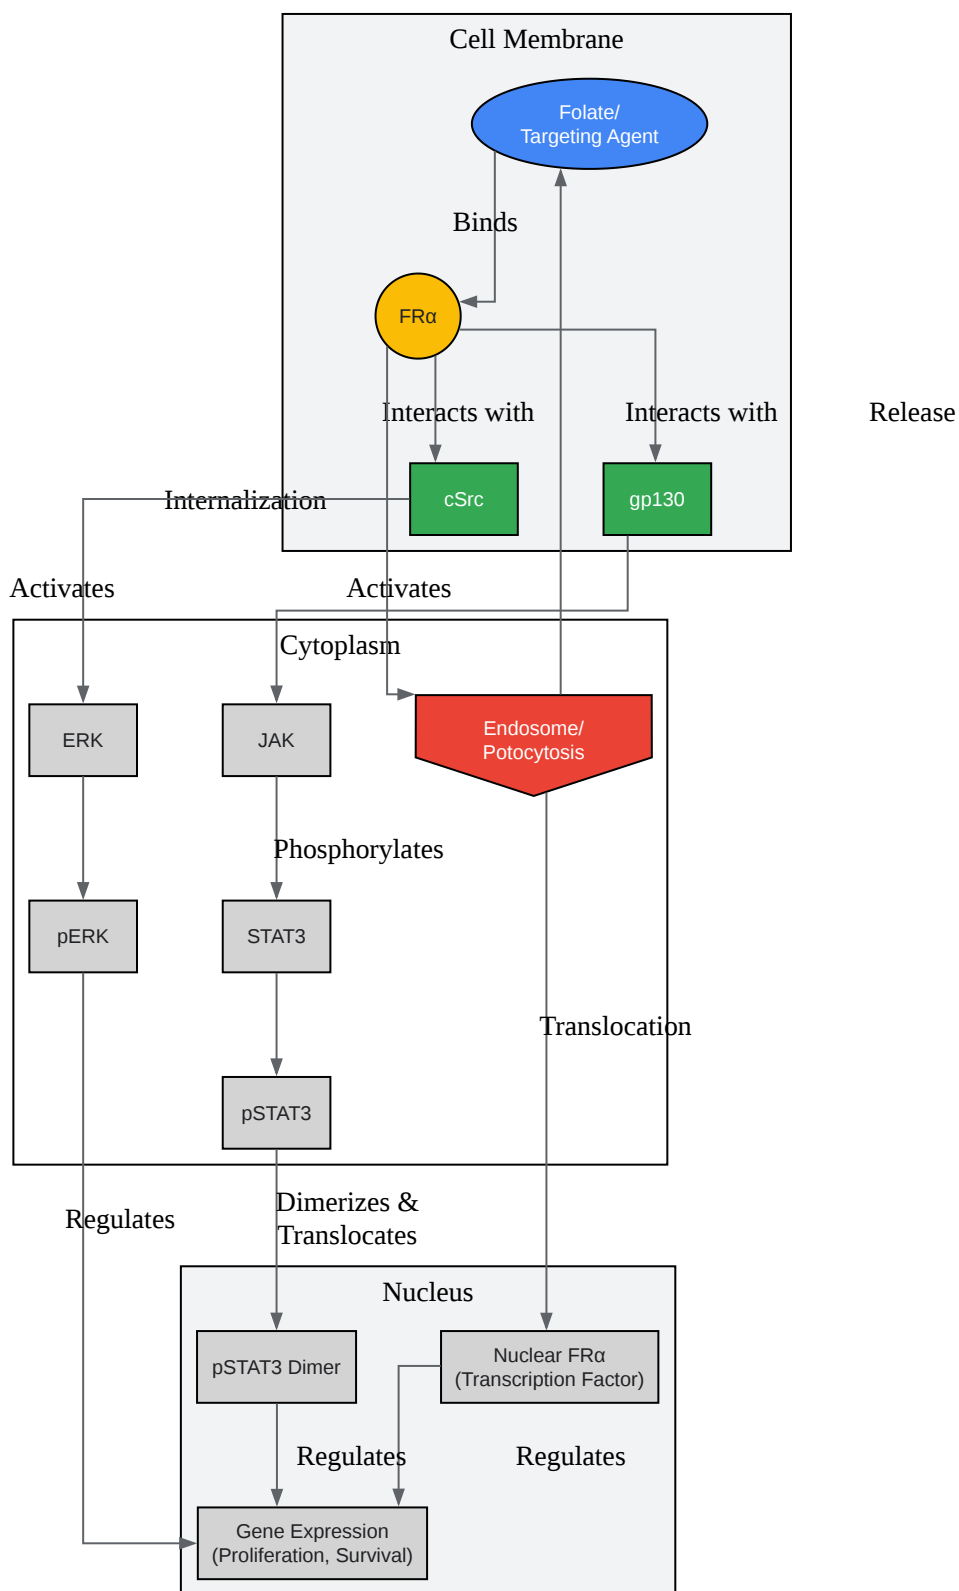 Cell Membrane
Folate/
Targeting Agent
Binds
FRα
Interacts with
Interacts with
Release
cSrc
gp130
Internalization
Activates
Activates
Cytoplasm
ERK
JAK
Endosome/
Potocytosis
Phosphorylates
pERK
STAT3
Translocation
pSTAT3
Dimerizes &
Translocates
Regulates
Nucleus
pSTAT3 Dimer
Nuclear FRα
(Transcription Factor)
Regulates
Regulates
Gene Expression
(Proliferation, Survival)